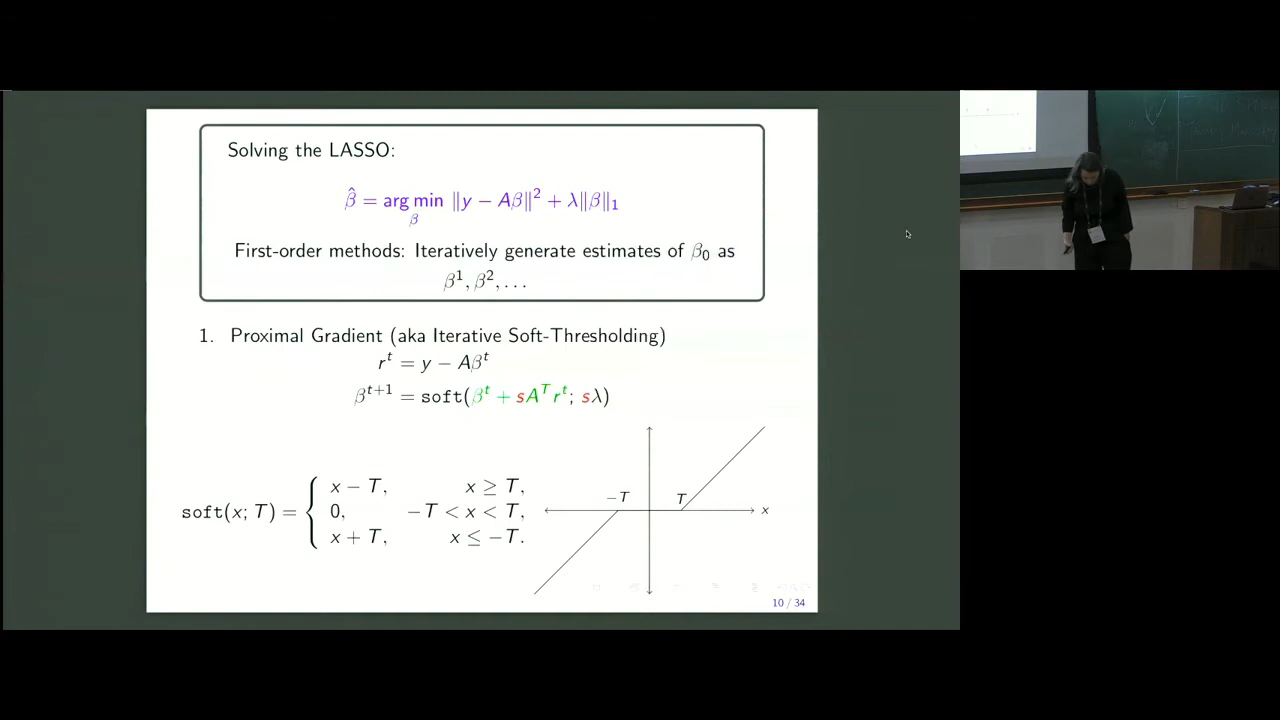 Solving the LASSO:
β̂ = arg min ‖y − Aβ‖² + λ‖β‖₁
β
First-order methods: Iteratively generate estimates of β₀ as
β¹, β², . . .
1. Proximal Gradient (aka Iterative Soft-Thresholding)
rᵗ = y − Aβᵗ
βᵗ⁺¹ = soft(βᵗ + sAᵀrᵗ; sλ)
soft(x; T) = { x − T, x ≥ T,
0, −T < x < T,
x + T, x ≤ −T.
−T T x
10 / 34